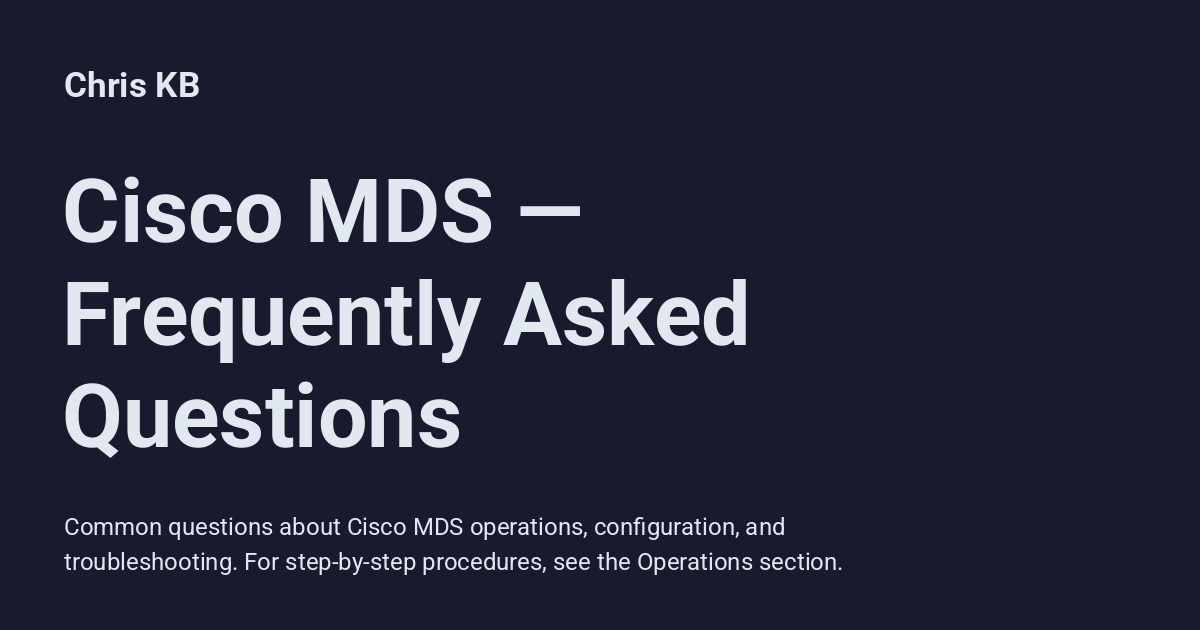 Chris KB
Cisco MDS —
Frequently Asked
Questions
Common questions about Cisco MDS operations, configuration, and
troubleshooting. For step-by-step procedures, see the Operations section.